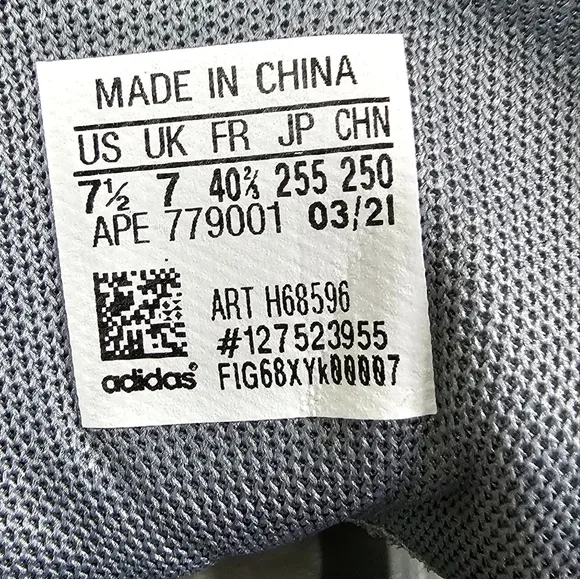 MADE IN CHINA
US UK FR JP CHN
7½ 7 40⅔ 255 250
APE 779001 03/21
ART H68596
#127523955
adidas® F1G68XYK00007